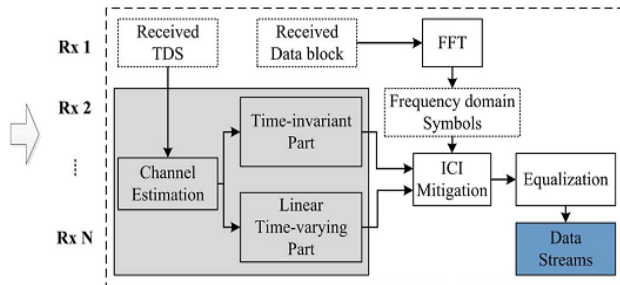 Rx 1
Received
TDS
Received
Data block
FFT
Rx 2
Frequency domain
Symbols
Time-invariant
Part
⋮
Channel
Estimation
ICI
Mitigation
Equalization
Rx N
Linear
Time-varying
Part
Data
Streams